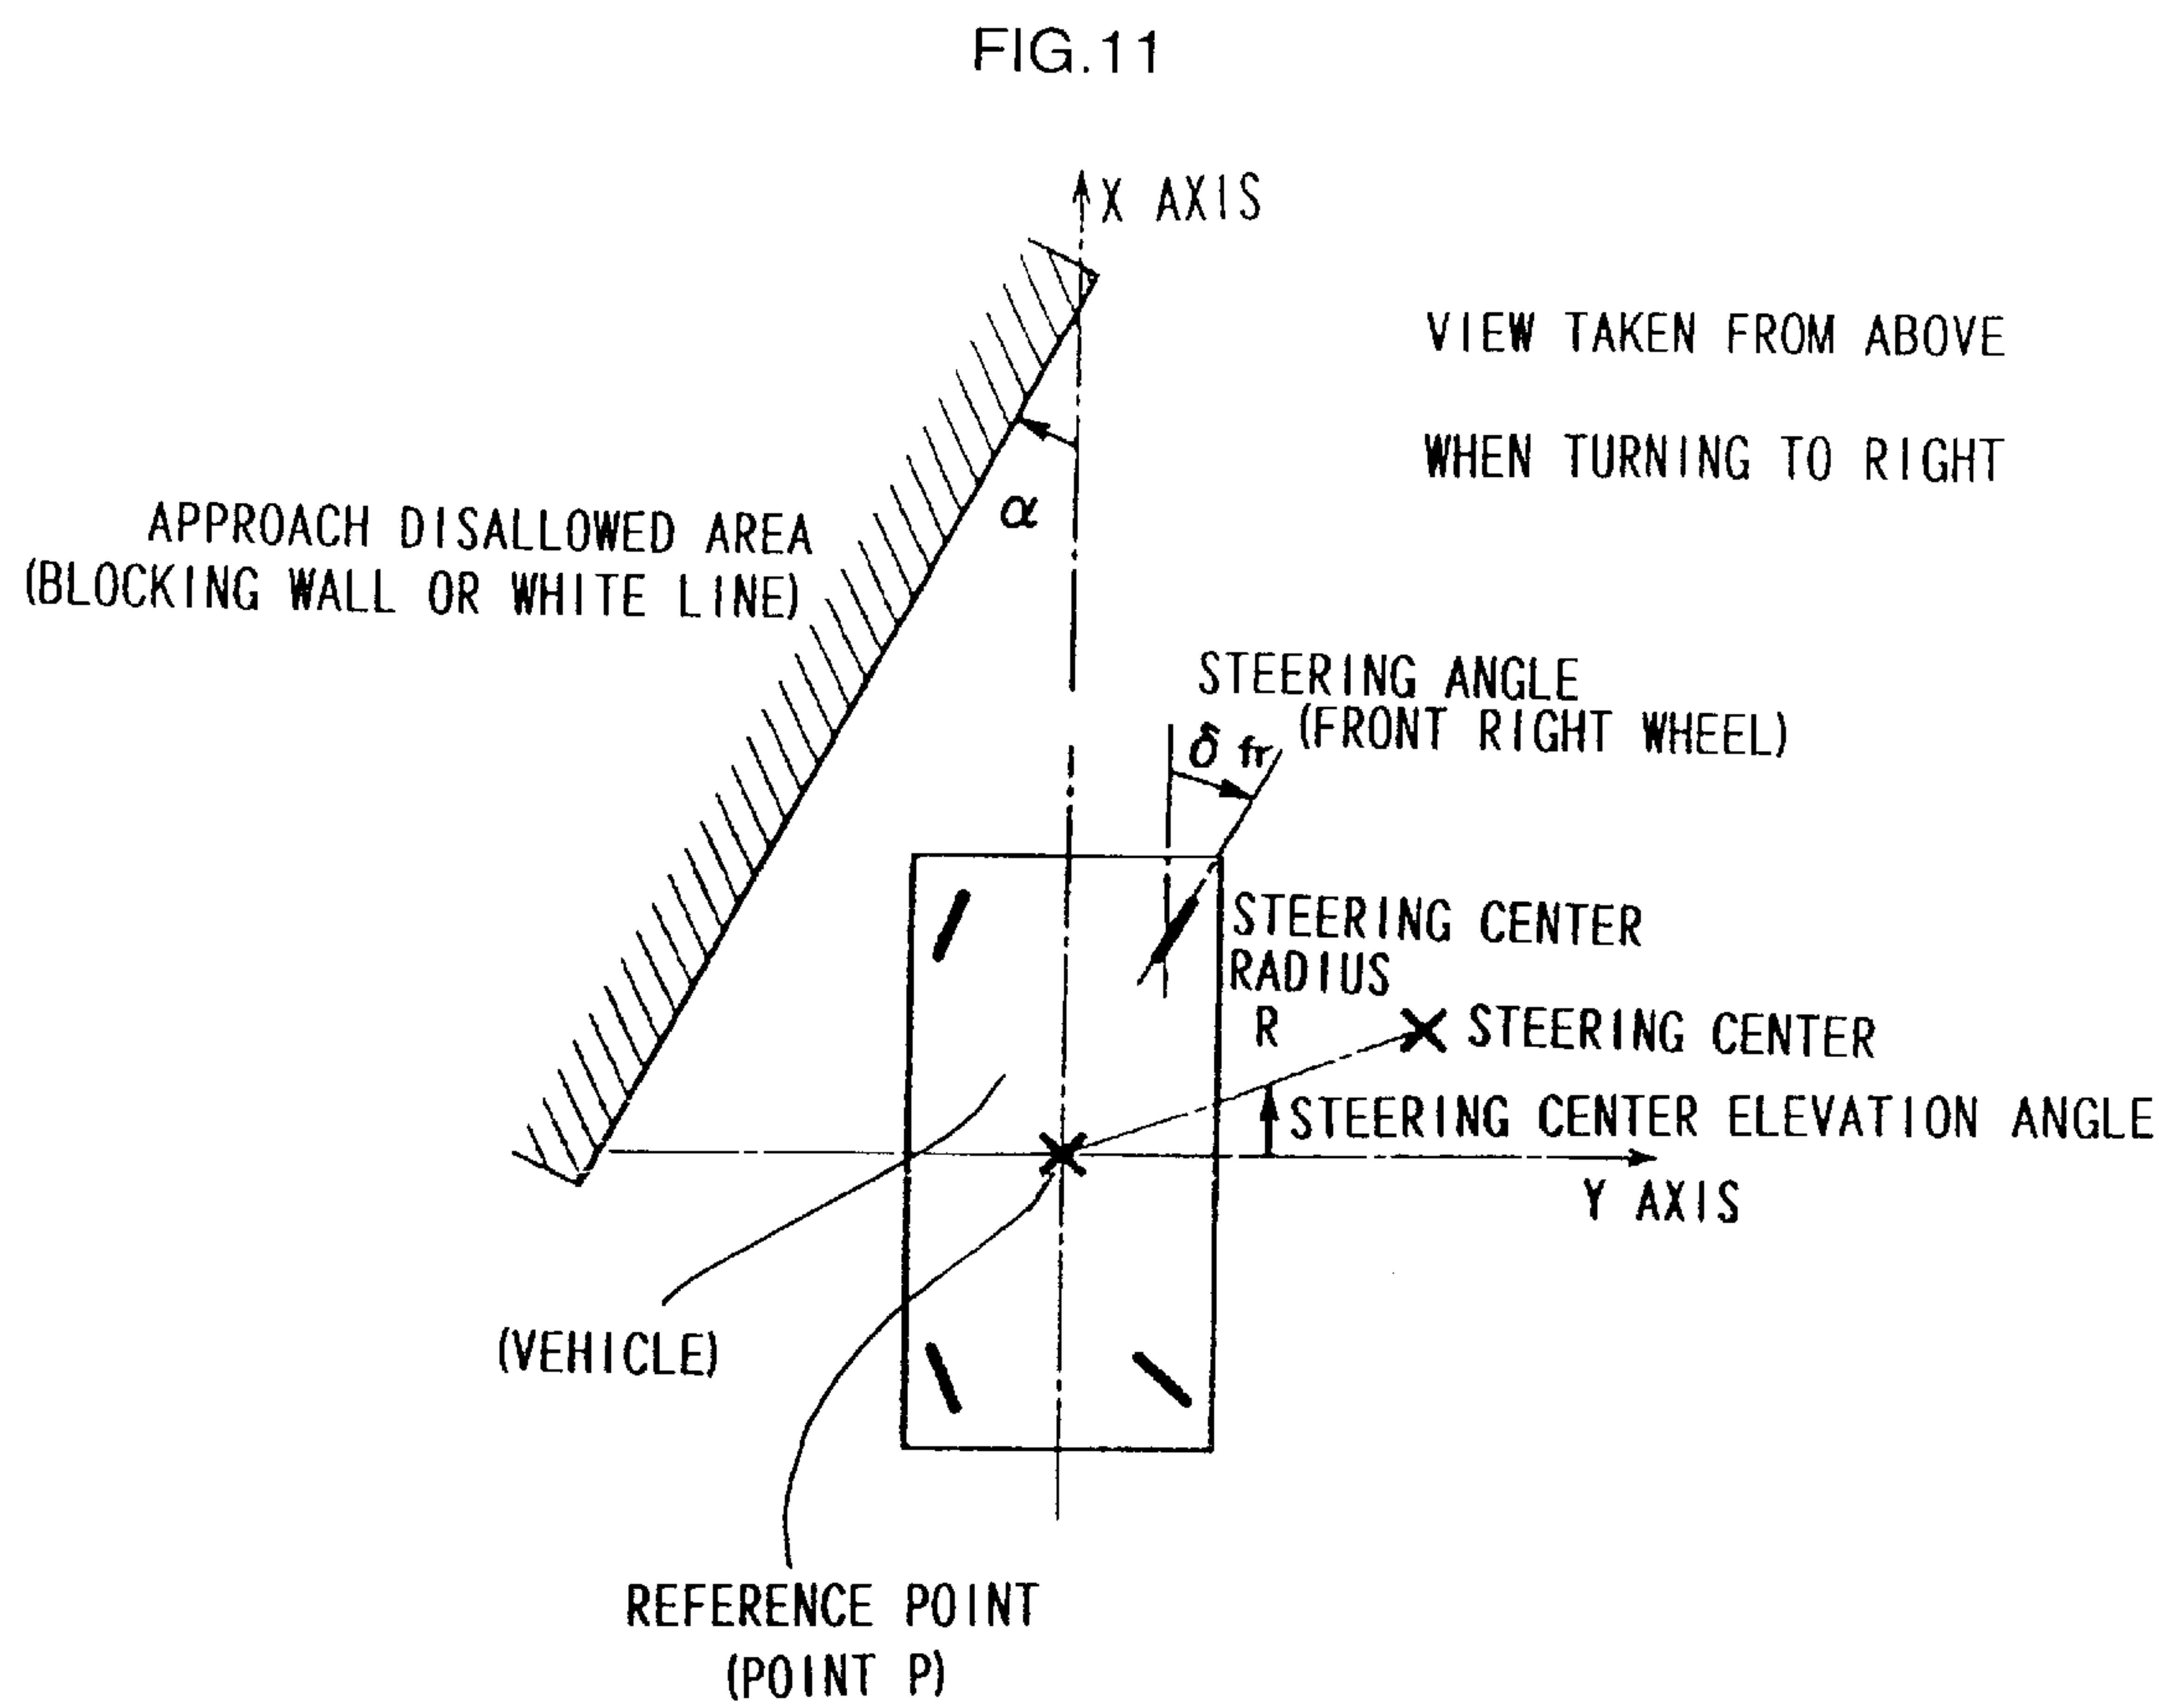 FIG.11
X AXIS
VIEW TAKEN FROM ABOVE
WHEN TURNING TO RIGHT
α
APPROACH DISALLOWED AREA
(BLOCKING WALL OR WHITE LINE)
STEERING ANGLE
(FRONT RIGHT WHEEL)
δ fr
STEERING CENTER
RADIUS
R
STEERING CENTER
STEERING CENTER ELEVATION ANGLE
Y AXIS
(VEHICLE)
REFERENCE POINT
(POINT P)